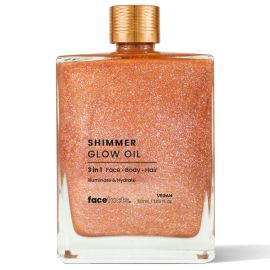 SHIMMER
GLOW OIL
3 in 1 Face • Body • Hair
Illuminate & Hydrate
VEGAN
facefacts.